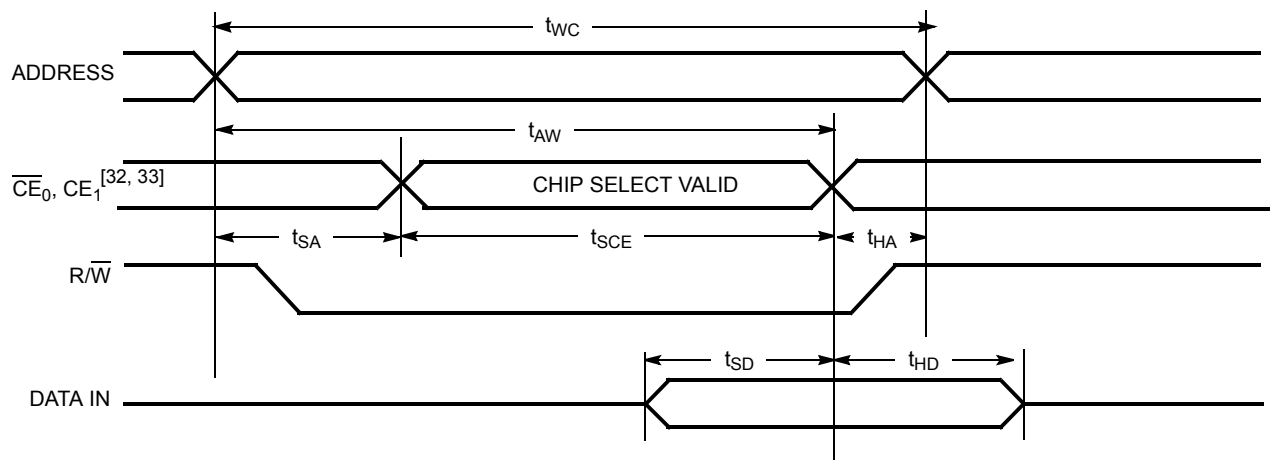 tWC
ADDRESS
tAW
CE0, CE1[32, 33]
CHIP SELECT VALID
tSA
tSCE
tHA
R/W
tSD
tHD
DATA IN